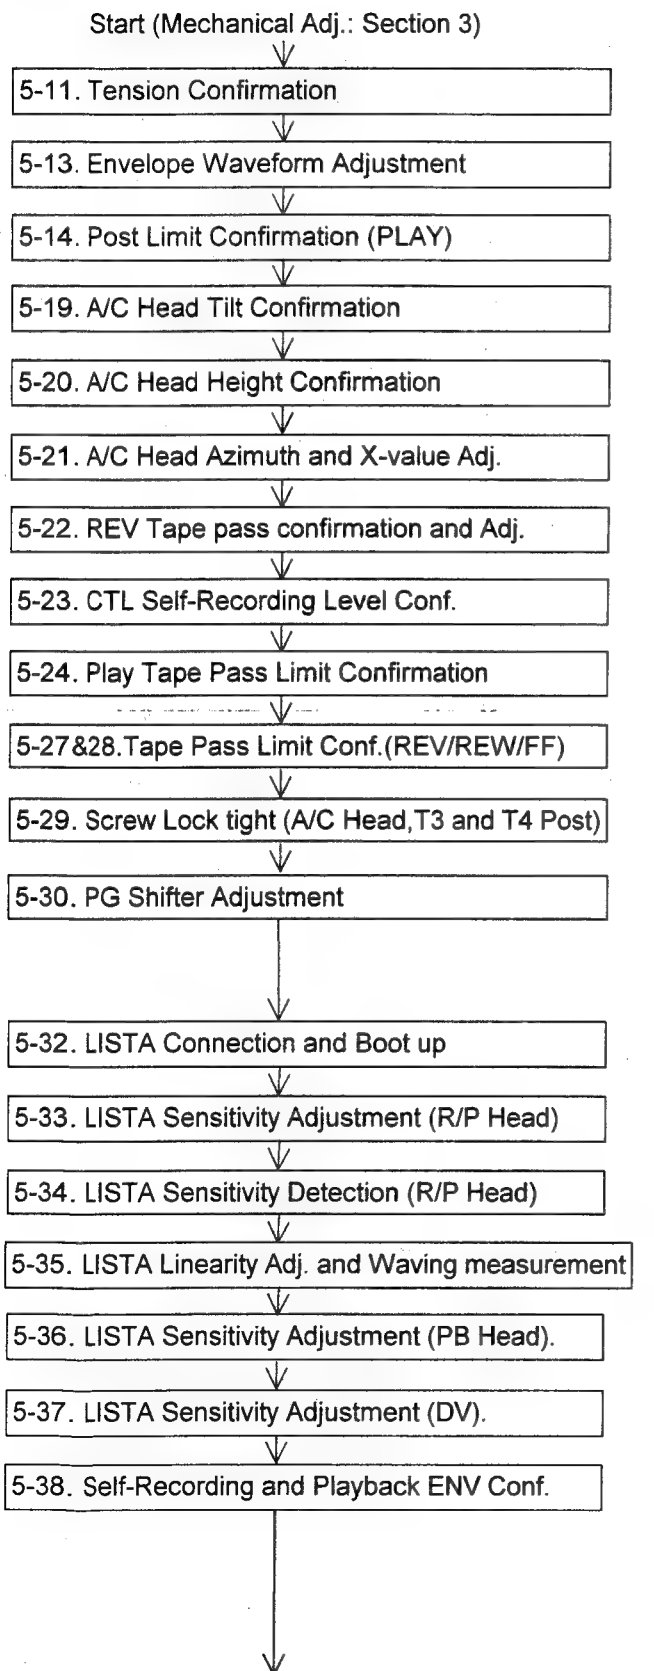 Start (Mechanical Adj.: Section 3)
5-11. Tension Confirmation
5-13. Envelope Waveform Adjustment
5-14. Post Limit Confirmation (PLAY)
5-19. A/C Head Tilt Confirmation
5-20. A/C Head Height Confirmation
5-21. A/C Head Azimuth and X-value Adj.
5-22. REV Tape pass confirmation and Adj.
5-23. CTL Self-Recording Level Conf.
5-24. Play Tape Pass Limit Confirmation
5-27&28.Tape Pass Limit Conf.(REV/REW/FF)
5-29. Screw Lock tight (A/C Head,T3 and T4 Post)
5-30. PG Shifter Adjustment
5-32. LISTA Connection and Boot up
5-33. LISTA Sensitivity Adjustment (R/P Head)
5-34. LISTA Sensitivity Detection (R/P Head)
5-35. LISTA Linearity Adj. and Waving measurement
5-36. LISTA Sensitivity Adjustment (PB Head).
5-37. LISTA Sensitivity Adjustment (DV).
5-38. Self-Recording and Playback ENV Conf.